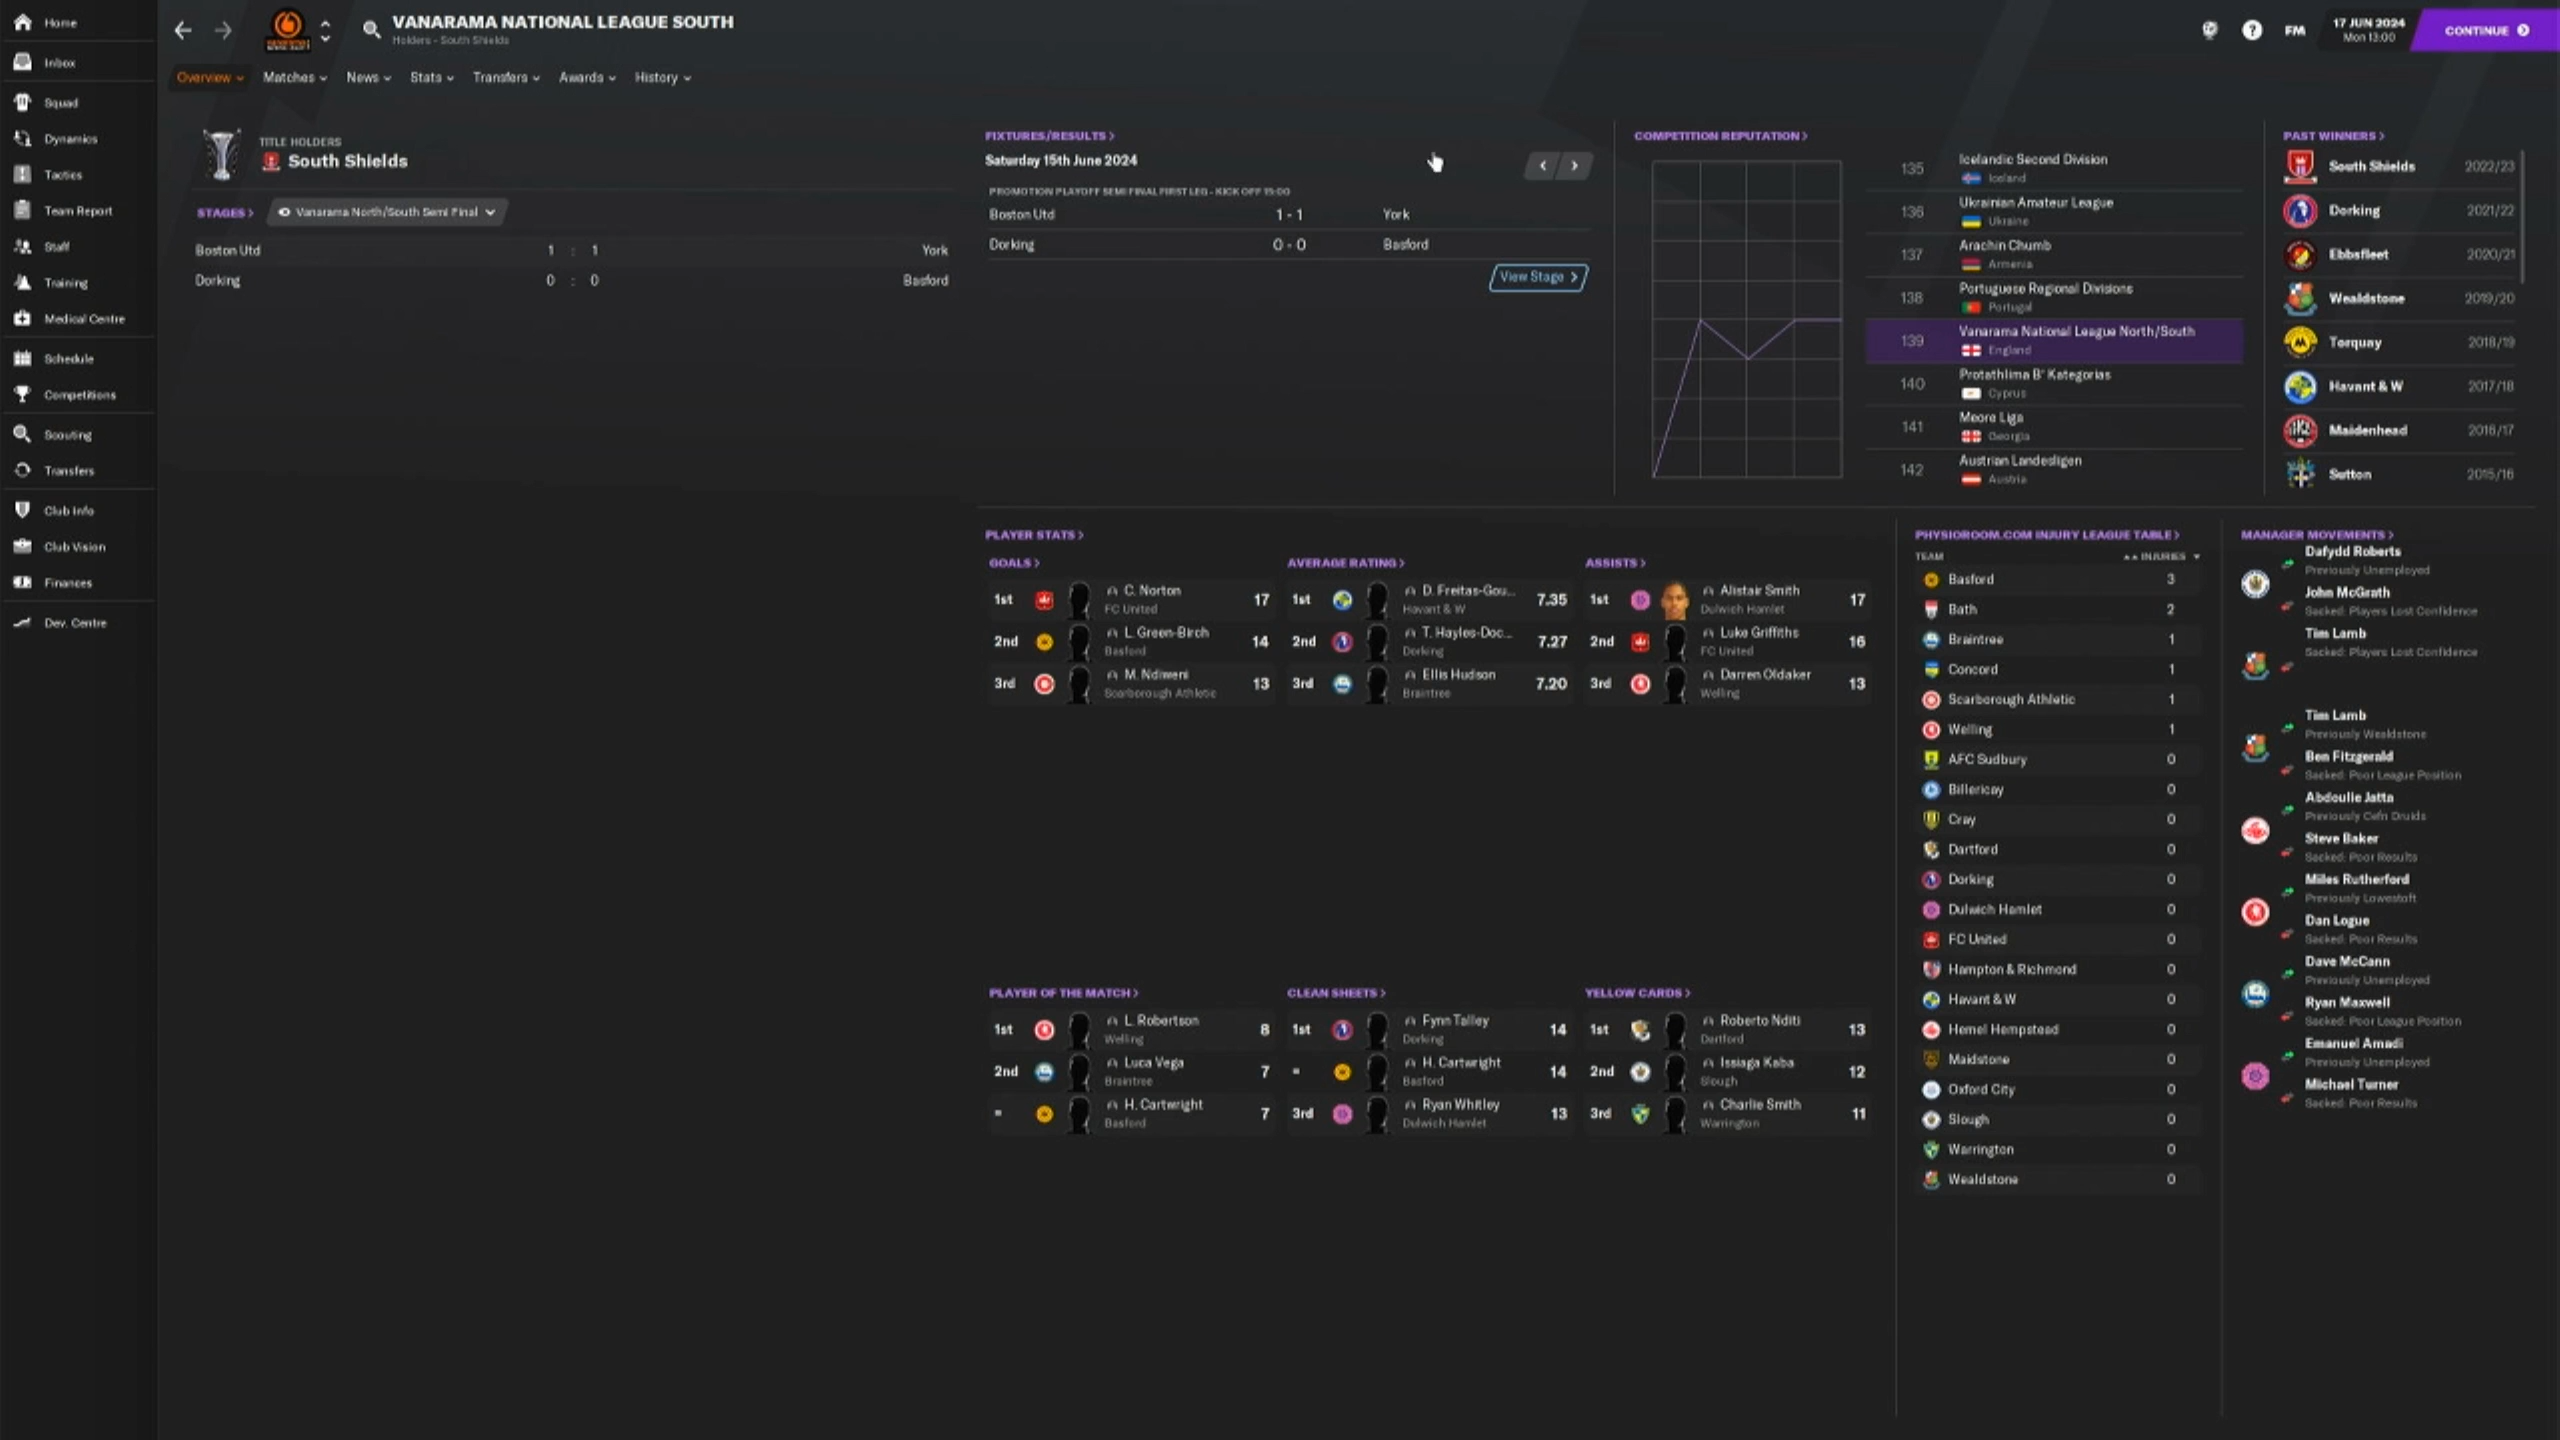 Home
Inbox
Squad
Dynamics
Tactics
Team Report
Staff
Training
Medical Centre
Schedule
Competitions
Scouting
Transfers
Club Info
Club Vision
Finances
Dev. Centre
VANARAMA NATIONAL LEAGUE SOUTH
Holders - South Shields
FM
17 JUN 2024
Mon 13:00
CONTINUE
Overview
Matches
News
Stats
Transfers
Awards
History
TITLE HOLDERS
South Shields
STAGES >
Vanarama North/South Semi Final
Boston Utd 1 : 1 York
Dorking 0 : 0 Basford
FIXTURES/RESULTS >
Saturday 15th June 2024
PROMOTION PLAYOFF SEMI FINAL FIRST LEG - KICK OFF 15:00
Boston Utd 1 - 1 York
Dorking 0 - 0 Basford
View Stage >
COMPETITION REPUTATION >
135 Icelandic Second Division
Iceland
136 Ukrainian Amateur League
Ukraine
137 Arachin Chumb
Armenia
138 Portuguese Regional Divisions
Portugal
139 Vanarama National League North/South
England
140 Protathlima B' Kategorias
Cyprus
141 Meore Liga
Georgia
142 Austrian Landesligen
Austria
PAST WINNERS >
South Shields 2022/23
Dorking 2021/22
Ebbsfleet 2020/21
Wealdstone 2019/20
Torquay 2018/19
Havant & W 2017/18
Maidenhead 2016/17
Sutton 2015/16
PLAYER STATS >
GOALS >
1st C. Norton 17
FC United
2nd L. Green-Birch 14
Basford
3rd M. Ndiweni 13
Scarborough Athletic
AVERAGE RATING >
1st D. Freitas-Gou... 7.35
Havant & W
2nd T. Hayles-Doc... 7.27
Dorking
3rd Ellis Hudson 7.20
Braintree
ASSISTS >
1st Alistair Smith 17
Dulwich Hamlet
2nd Luke Griffiths 16
FC United
3rd Darren Oldaker 13
Welling
PLAYER OF THE MATCH >
1st L. Robertson 8
Welling
2nd Luca Vega 7
Braintree
= H. Cartwright 7
Basford
CLEAN SHEETS >
1st Fynn Talley 14
Dorking
= H. Cartwright 14
Basford
3rd Ryan Whitley 13
Dulwich Hamlet
YELLOW CARDS >
1st Roberto Nditi 13
Dartford
2nd Issiaga Kaba 12
Slough
3rd Charlie Smith 11
Warrington
PHYSIOROOM.COM INJURY LEAGUE TABLE >
TEAM INJURIES
Basford 3
Bath 2
Braintree 1
Concord 1
Scarborough Athletic 1
Welling 1
AFC Sudbury 0
Billericay 0
Cray 0
Dartford 0
Dorking 0
Dulwich Hamlet 0
FC United 0
Hampton & Richmond 0
Havant & W 0
Hemel Hempstead 0
Maidstone 0
Oxford City 0
Slough 0
Warrington 0
Wealdstone 0
MANAGER MOVEMENTS >
Dafydd Roberts
Previously Unemployed
John McGrath
Sacked: Players Lost Confidence
Tim Lamb
Sacked: Players Lost Confidence
Tim Lamb
Previously Wealdstone
Ben Fitzgerald
Sacked: Poor League Position
Abdoulie Jatta
Previously Cefn Druids
Steve Baker
Sacked: Poor Results
Miles Rutherford
Previously Lowestoft
Dan Logue
Sacked: Poor Results
Dave McCann
Previously Unemployed
Ryan Maxwell
Sacked: Poor League Position
Emanuel Amadi
Previously Unemployed
Michael Turner
Sacked: Poor Results